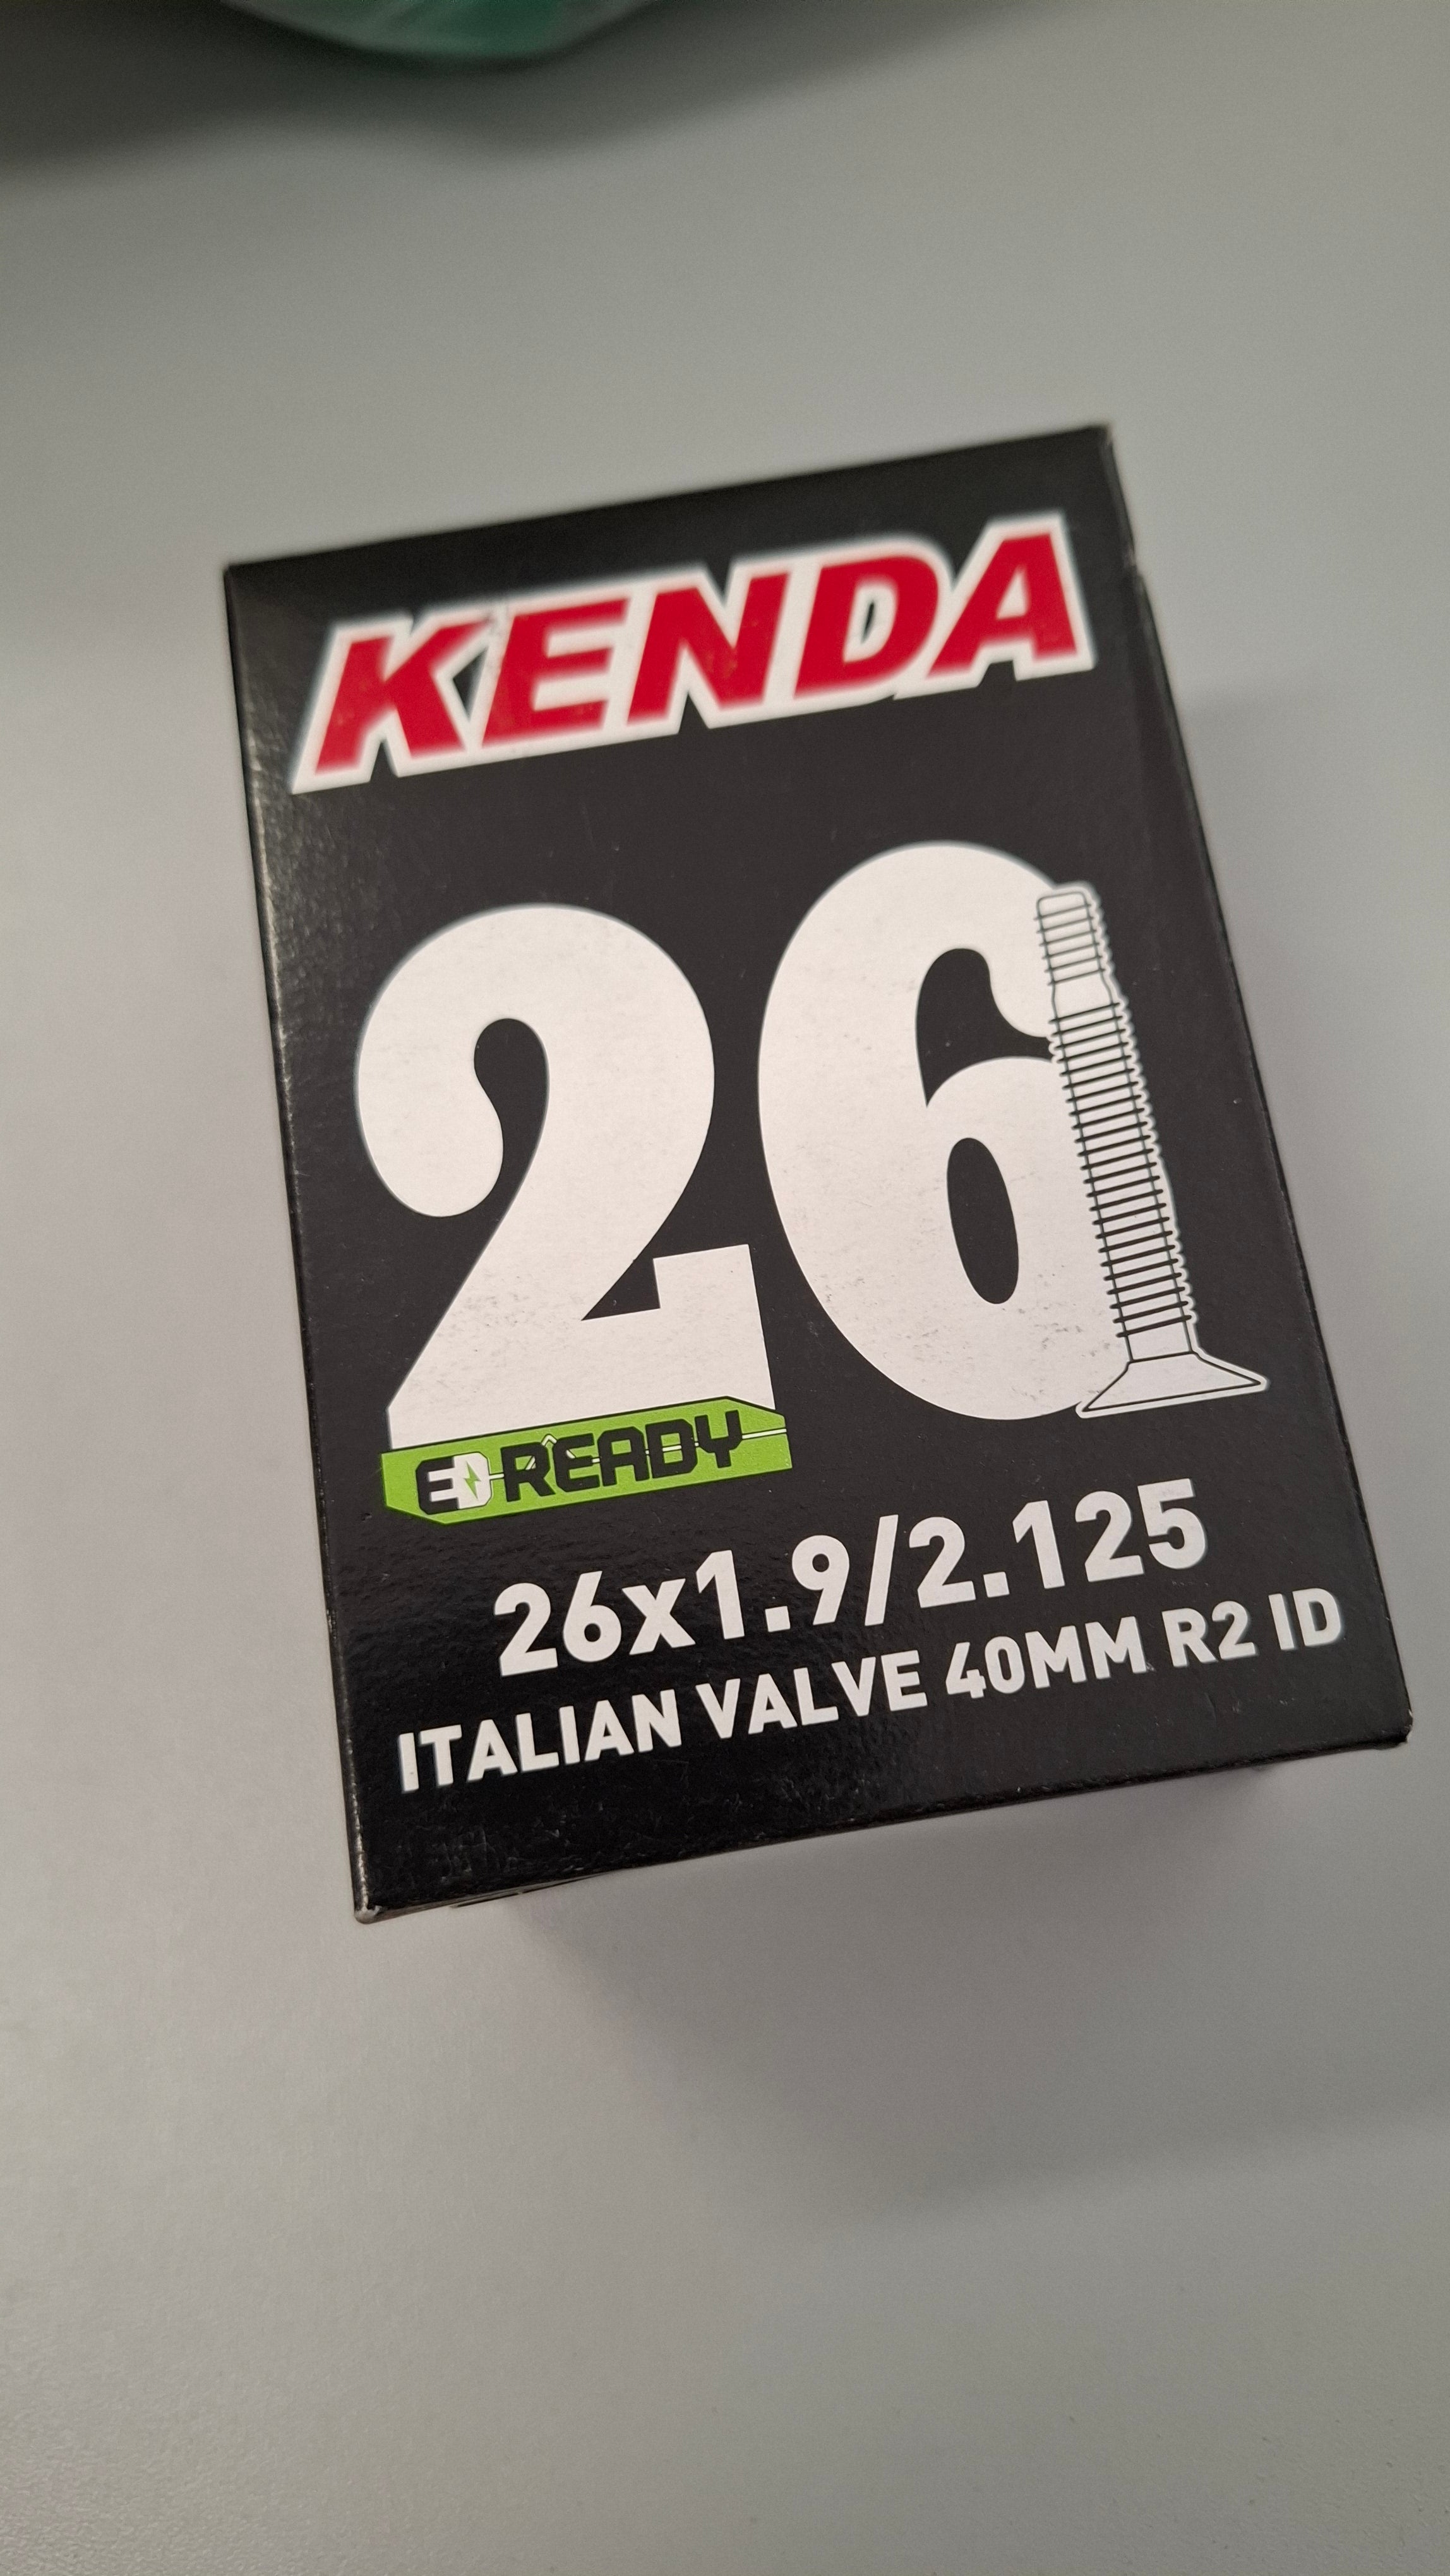 KENDA
26
E READY
26x1.9/2.125
ITALIAN VALVE 40MM R2 ID